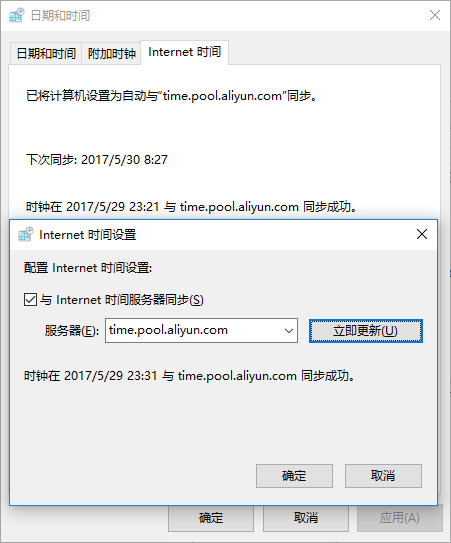 日期和时间
日期和时间 附加时钟 Internet 时间
已将计算机设置为自动与“time.pool.aliyun.com”同步。
下次同步: 2017/5/30 8:27
时钟在 2017/5/29 23:21 与 time.pool.aliyun.com 同步成功。
Internet 时间设置
配置 Internet 时间设置:
与 Internet 时间服务器同步(S)
服务器(E): time.pool.aliyun.com 立即更新(U)
时钟在 2017/5/29 23:31 与 time.pool.aliyun.com 同步成功。
确定 取消
确定 取消 应用(A)